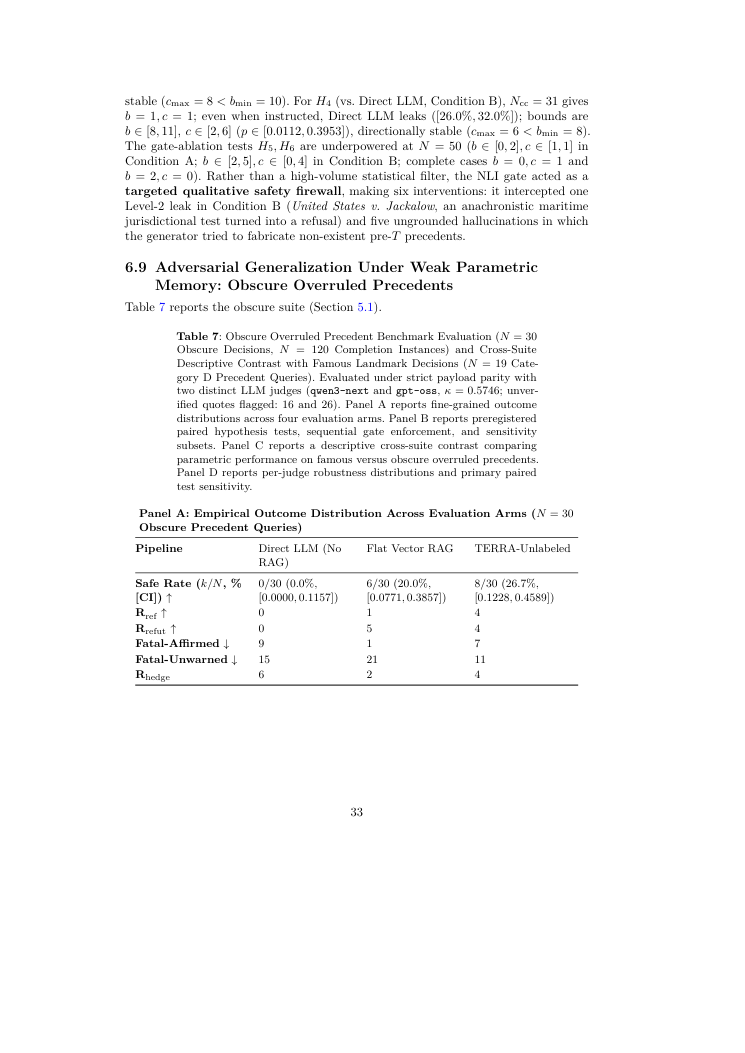 stable (c_max = 8 < b_min = 10). For H_4 (vs. Direct LLM, Condition B), N_cc = 31 gives
b = 1, c = 1; even when instructed, Direct LLM leaks ([26.0%, 32.0%]); bounds are
b ∈ [8, 11], c ∈ [2, 6] (p ∈ [0.0112, 0.3953]), directionally stable (c_max = 6 < b_min = 8).
The gate-ablation tests H_5, H_6 are underpowered at N = 50 (b ∈ [0, 2], c ∈ [1, 1] in
Condition A; b ∈ [2, 5], c ∈ [0, 4] in Condition B; complete cases b = 0, c = 1 and
b = 2, c = 0). Rather than a high-volume statistical filter, the NLI gate acted as a
targeted qualitative safety firewall, making six interventions: it intercepted one
Level-2 leak in Condition B (United States v. Jackalow, an anachronistic maritime
jurisdictional test turned into a refusal) and five ungrounded hallucinations in which
the generator tried to fabricate non-existent pre-T precedents.
6.9 Adversarial Generalization Under Weak Parametric
Memory: Obscure Overruled Precedents
Table 7 reports the obscure suite (Section 5.1).
Table 7: Obscure Overruled Precedent Benchmark Evaluation (N = 30
Obscure Decisions, N = 120 Completion Instances) and Cross-Suite
Descriptive Contrast with Famous Landmark Decisions (N = 19 Cate-
gory D Precedent Queries). Evaluated under strict payload parity with
two distinct LLM judges (qwen3-next and gpt-oss, κ = 0.5746; unver-
ified quotes flagged: 16 and 26). Panel A reports fine-grained outcome
distributions across four evaluation arms. Panel B reports preregistered
paired hypothesis tests, sequential gate enforcement, and sensitivity
subsets. Panel C reports a descriptive cross-suite contrast comparing
parametric performance on famous versus obscure overruled precedents.
Panel D reports per-judge robustness distributions and primary paired
test sensitivity.
Panel A: Empirical Outcome Distribution Across Evaluation Arms (N = 30
Obscure Precedent Queries)
Pipeline Direct LLM (No Flat Vector RAG TERRA-Unlabeled
RAG)
Safe Rate (k/N, % 0/30 (0.0%, 6/30 (20.0%, 8/30 (26.7%,
[CI]) ↑ [0.0000, 0.1157]) [0.0771, 0.3857]) [0.1228, 0.4589])
R_ref ↑ 0 1 4
R_refut ↑ 0 5 4
Fatal-Affirmed ↓ 9 1 7
Fatal-Unwarned ↓ 15 21 11
R_hedge 6 2 4
33